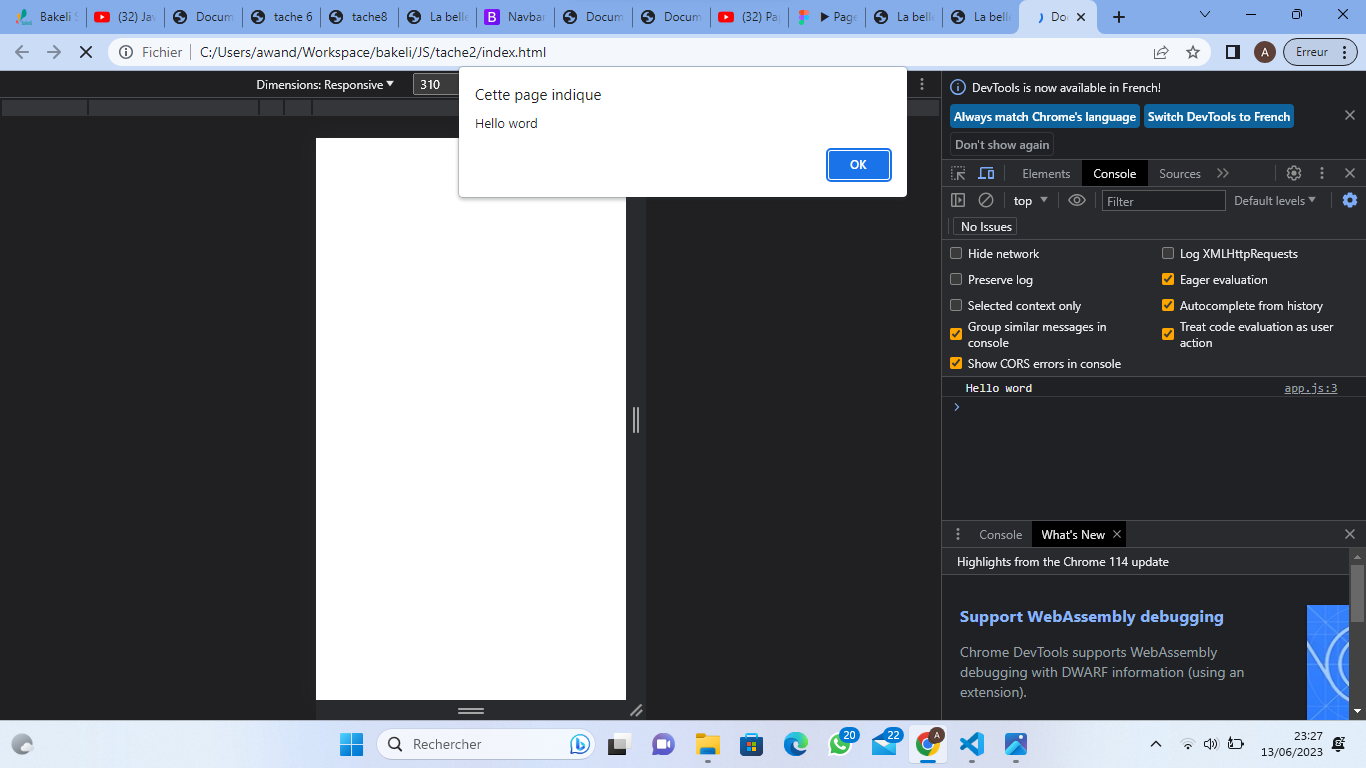 Bakeli S
(32) Jav
Docum
tache 6
tache8
La belle
Navbar
Docum
Docum
(32) Pap
Page
La belle
La belle
Doc
Fichier C:/Users/awand/Workspace/bakeli/JS/tache2/index.html
A
Erreur
Dimensions: Responsive 310
Cette page indique
Hello word
OK
DevTools is now available in French!
Always match Chrome's language Switch DevTools to French
Don't show again
Elements Console Sources
top Filter Default levels
No Issues
Hide network Log XMLHttpRequests
Preserve log Eager evaluation
Selected context only Autocomplete from history
Group similar messages in console
Treat code evaluation as user action
Show CORS errors in console
Hello word app.js:3
Console What's New
Highlights from the Chrome 114 update
Support WebAssembly debugging
Chrome DevTools supports WebAssembly
debugging with DWARF information (using an
extension).
Rechercher
20
22
A
23:27
13/06/2023